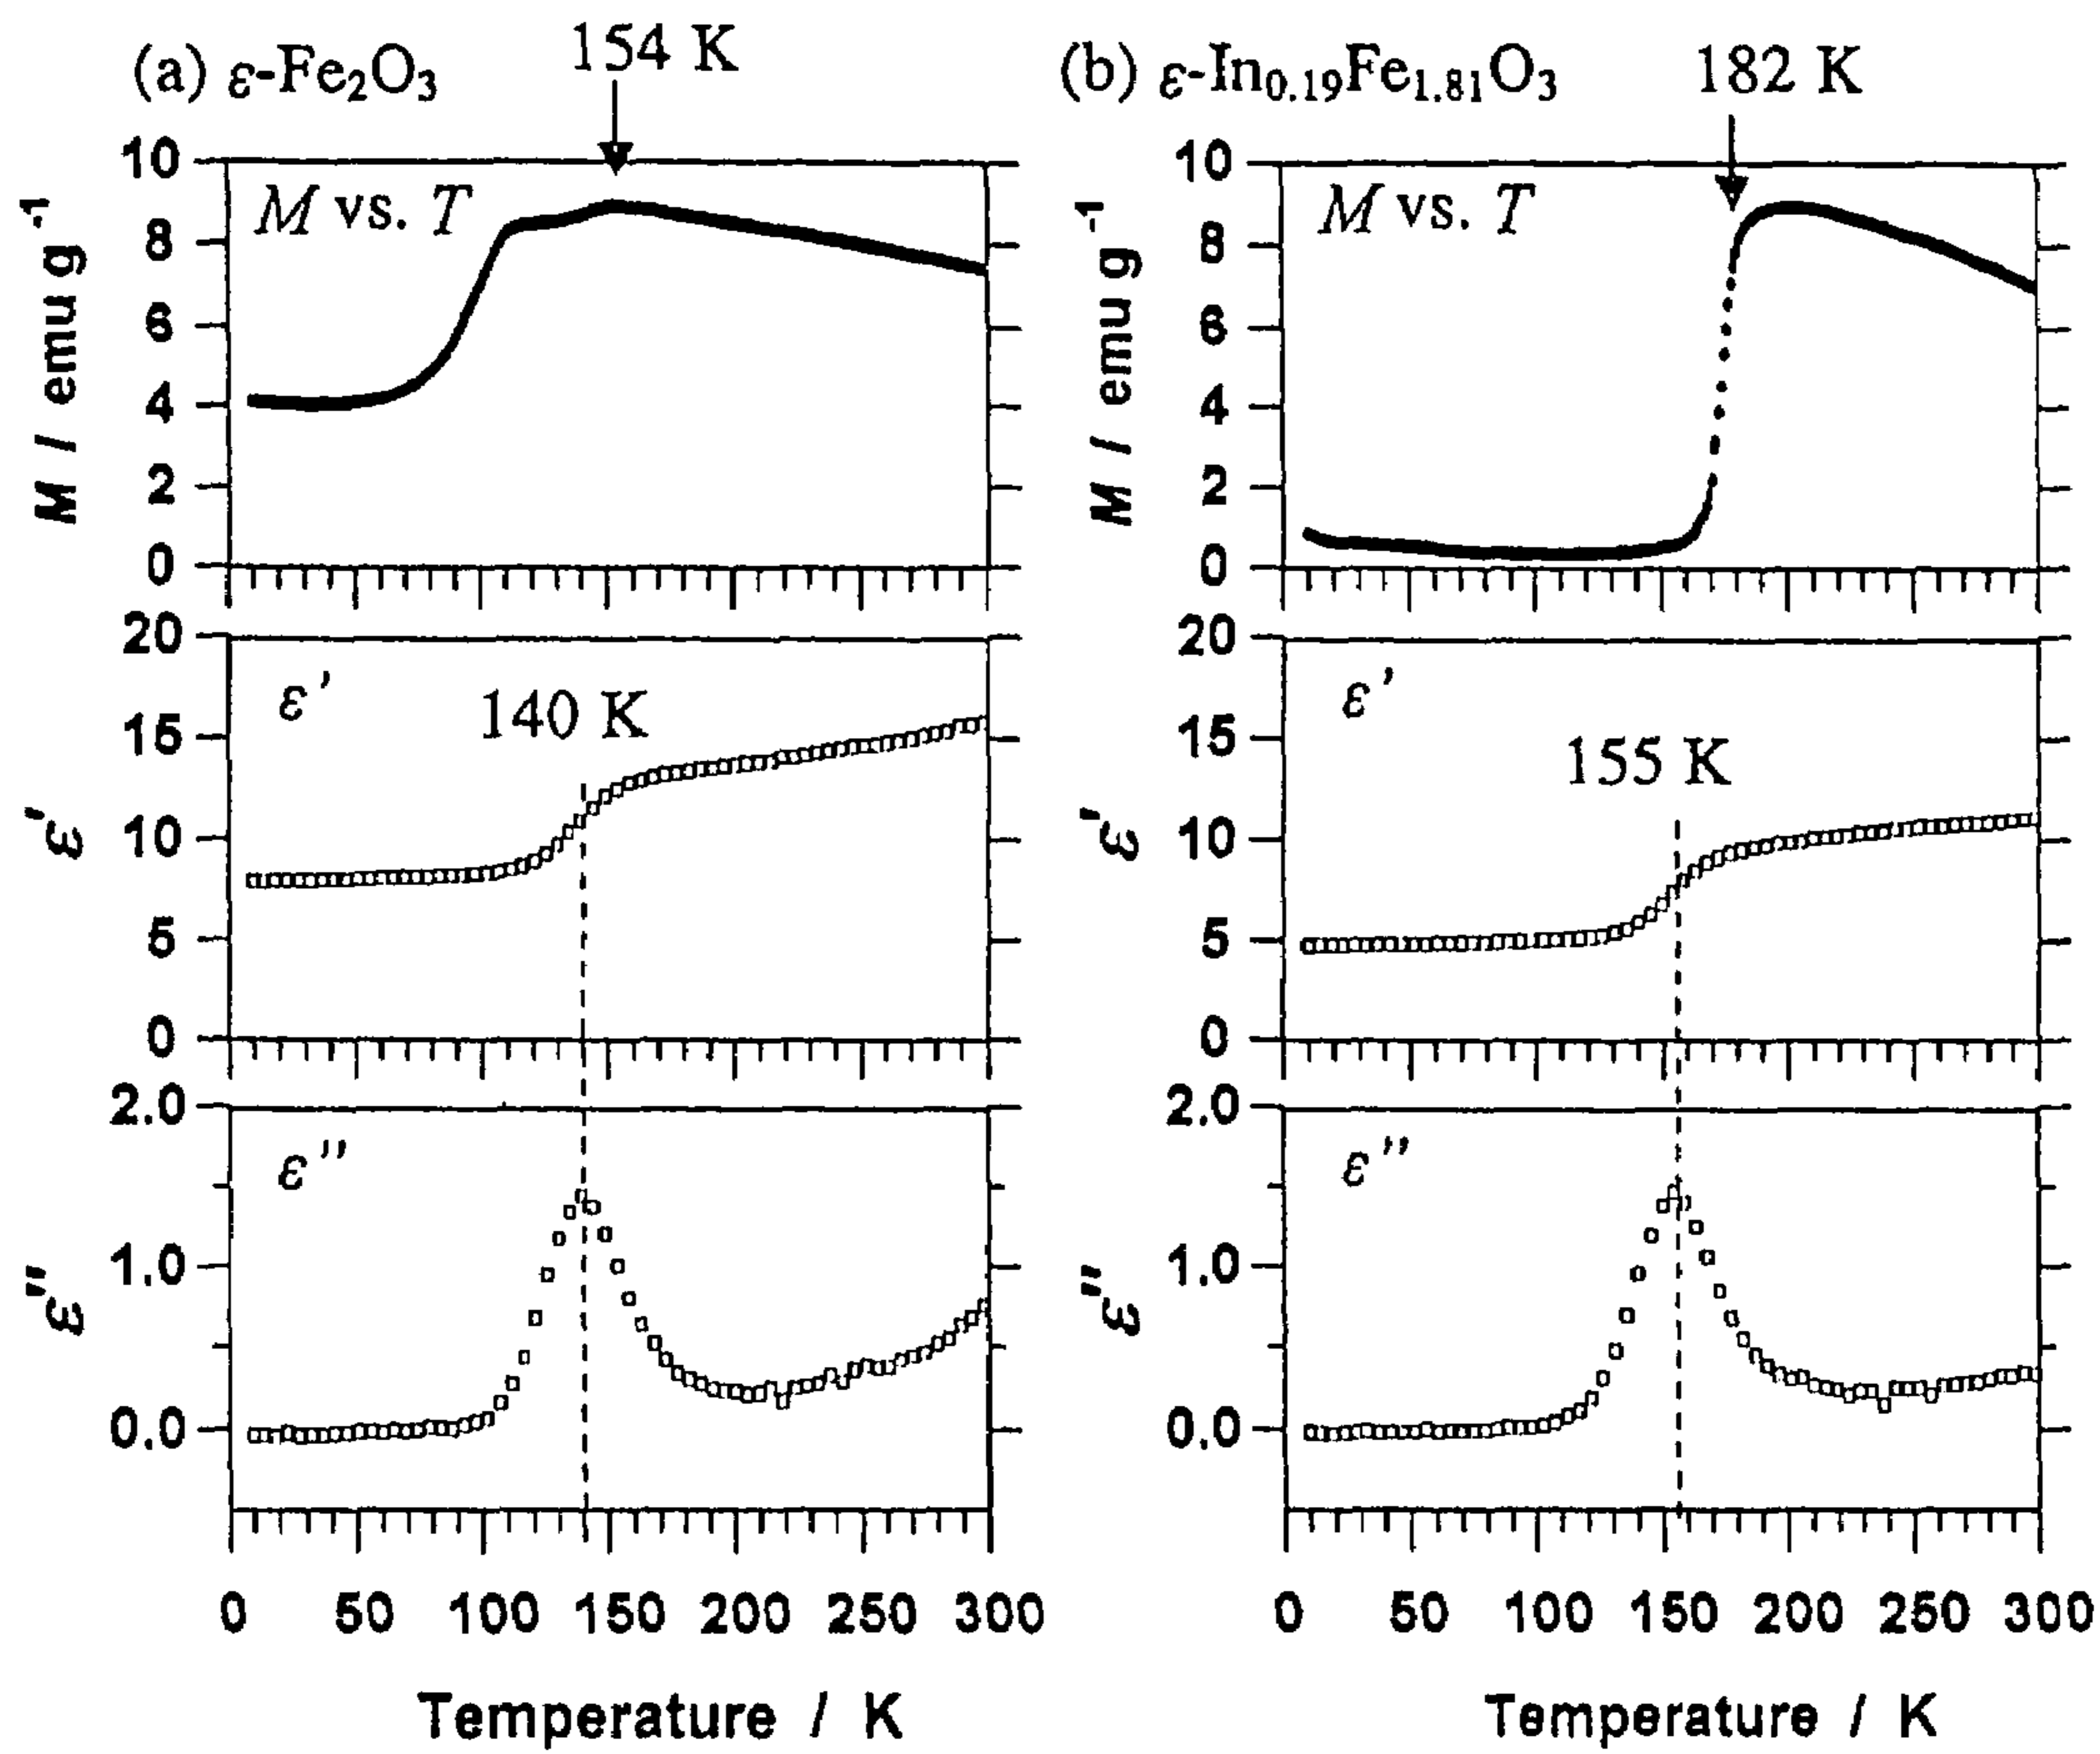 (a) ε-Fe₂O₃
154 K
M vs. T
M / emu g⁻¹
10
8
6
4
2
0
ε'
140 K
ε'
20
15
10
5
0
ε''
ε''
2.0
1.0
0.0
0 50 100 150 200 250 300
Temperature / K
(b) ε-In₀.₁₉Fe₁.₈₁O₃
182 K
M vs. T
M / emu g⁻¹
10
8
6
4
2
0
ε'
155 K
ε'
20
15
10
5
0
ε''
ε''
2.0
1.0
0.0
0 50 100 150 200 250 300
Temperature / K